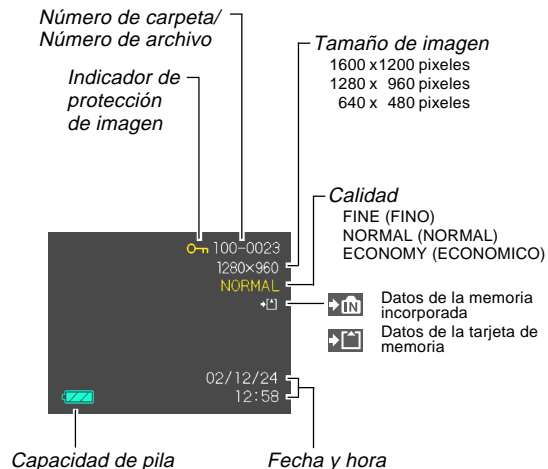 Número de carpeta/
Número de archivo
Indicador de
protección
de imagen
Tamaño de imagen
1600 x1200 pixeles
1280 x 960 pixeles
640 x 480 pixeles
Calidad
FINE (FINO)
NORMAL (NORMAL)
ECONOMY (ECONOMICO)
100-0023
1280×960
NORMAL
IN
Datos de la memoria
incorporada
Datos de la tarjeta de
memoria
02/12/24
12:58
Capacidad de pila
Fecha y hora